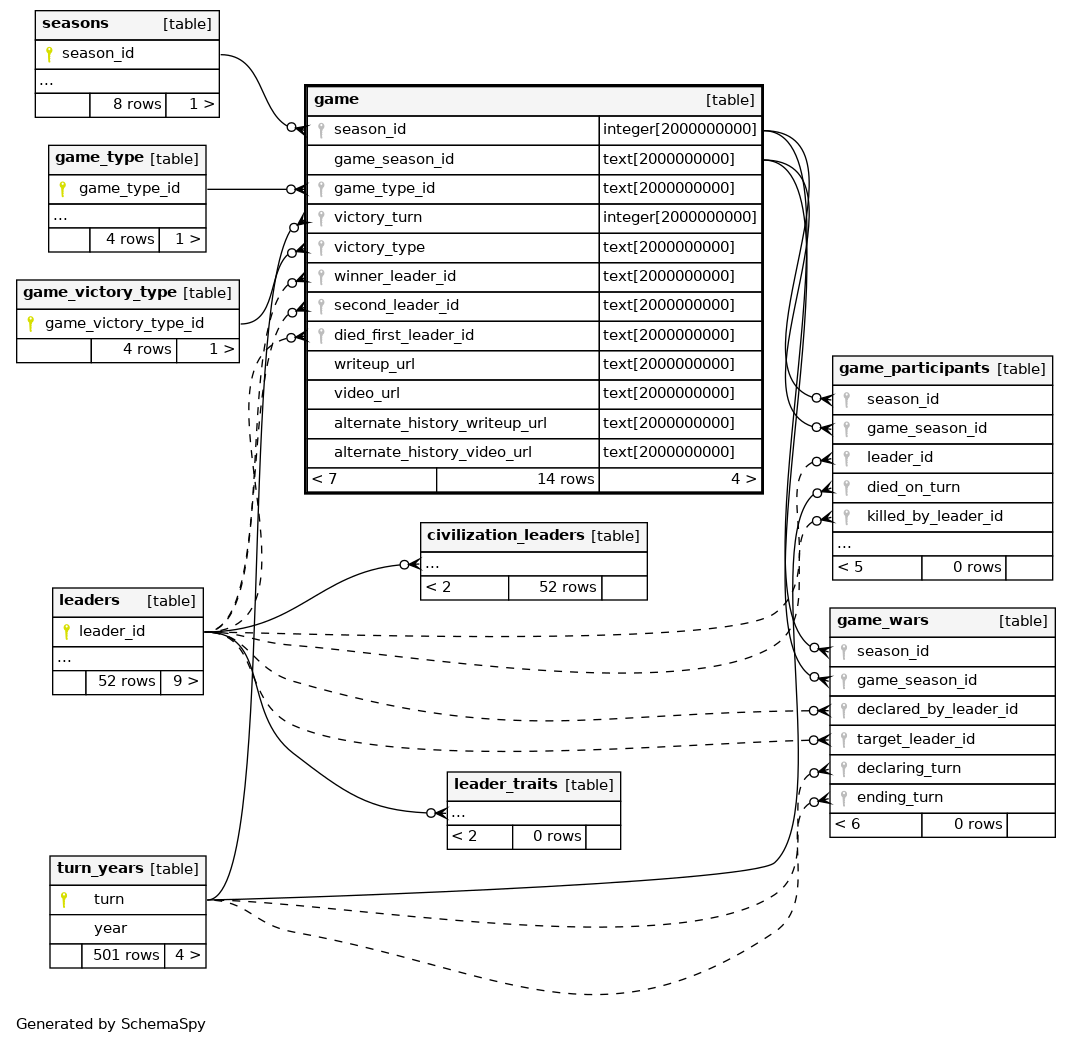 seasons [table]
season_id
...
8 rows 1 >
game_type [table]
game_type_id
...
4 rows 1 >
game_victory_type [table]
game_victory_type_id
4 rows 1 >
game [table]
season_id integer[2000000000]
game_season_id text[2000000000]
game_type_id text[2000000000]
victory_turn integer[2000000000]
victory_type text[2000000000]
winner_leader_id text[2000000000]
second_leader_id text[2000000000]
died_first_leader_id text[2000000000]
writeup_url text[2000000000]
video_url text[2000000000]
alternate_history_writeup_url text[2000000000]
alternate_history_video_url text[2000000000]
< 7 14 rows 4 >
game_participants [table]
season_id
game_season_id
leader_id
died_on_turn
killed_by_leader_id
...
< 5 0 rows
civilization_leaders [table]
...
< 2 52 rows
leaders [table]
leader_id
...
52 rows 9 >
game_wars [table]
season_id
game_season_id
declared_by_leader_id
target_leader_id
declaring_turn
ending_turn
< 6 0 rows
leader_traits [table]
...
< 2 0 rows
turn_years [table]
turn
year
501 rows 4 >
Generated by SchemaSpy